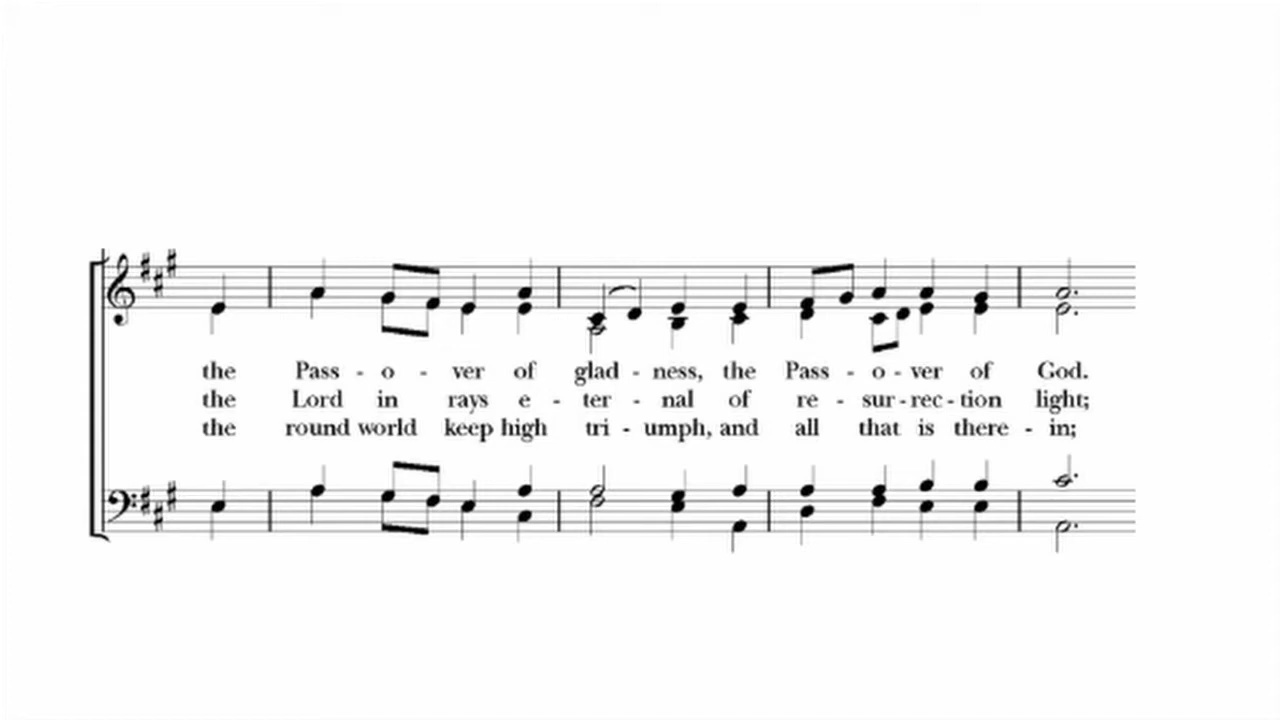 the Pass - o - ver of glad - ness, the Pass - o - ver of God.
the Lord in rays e - ter - nal of re - sur - rec - tion light;
the round world keep high tri - umph, and all that is there - in;